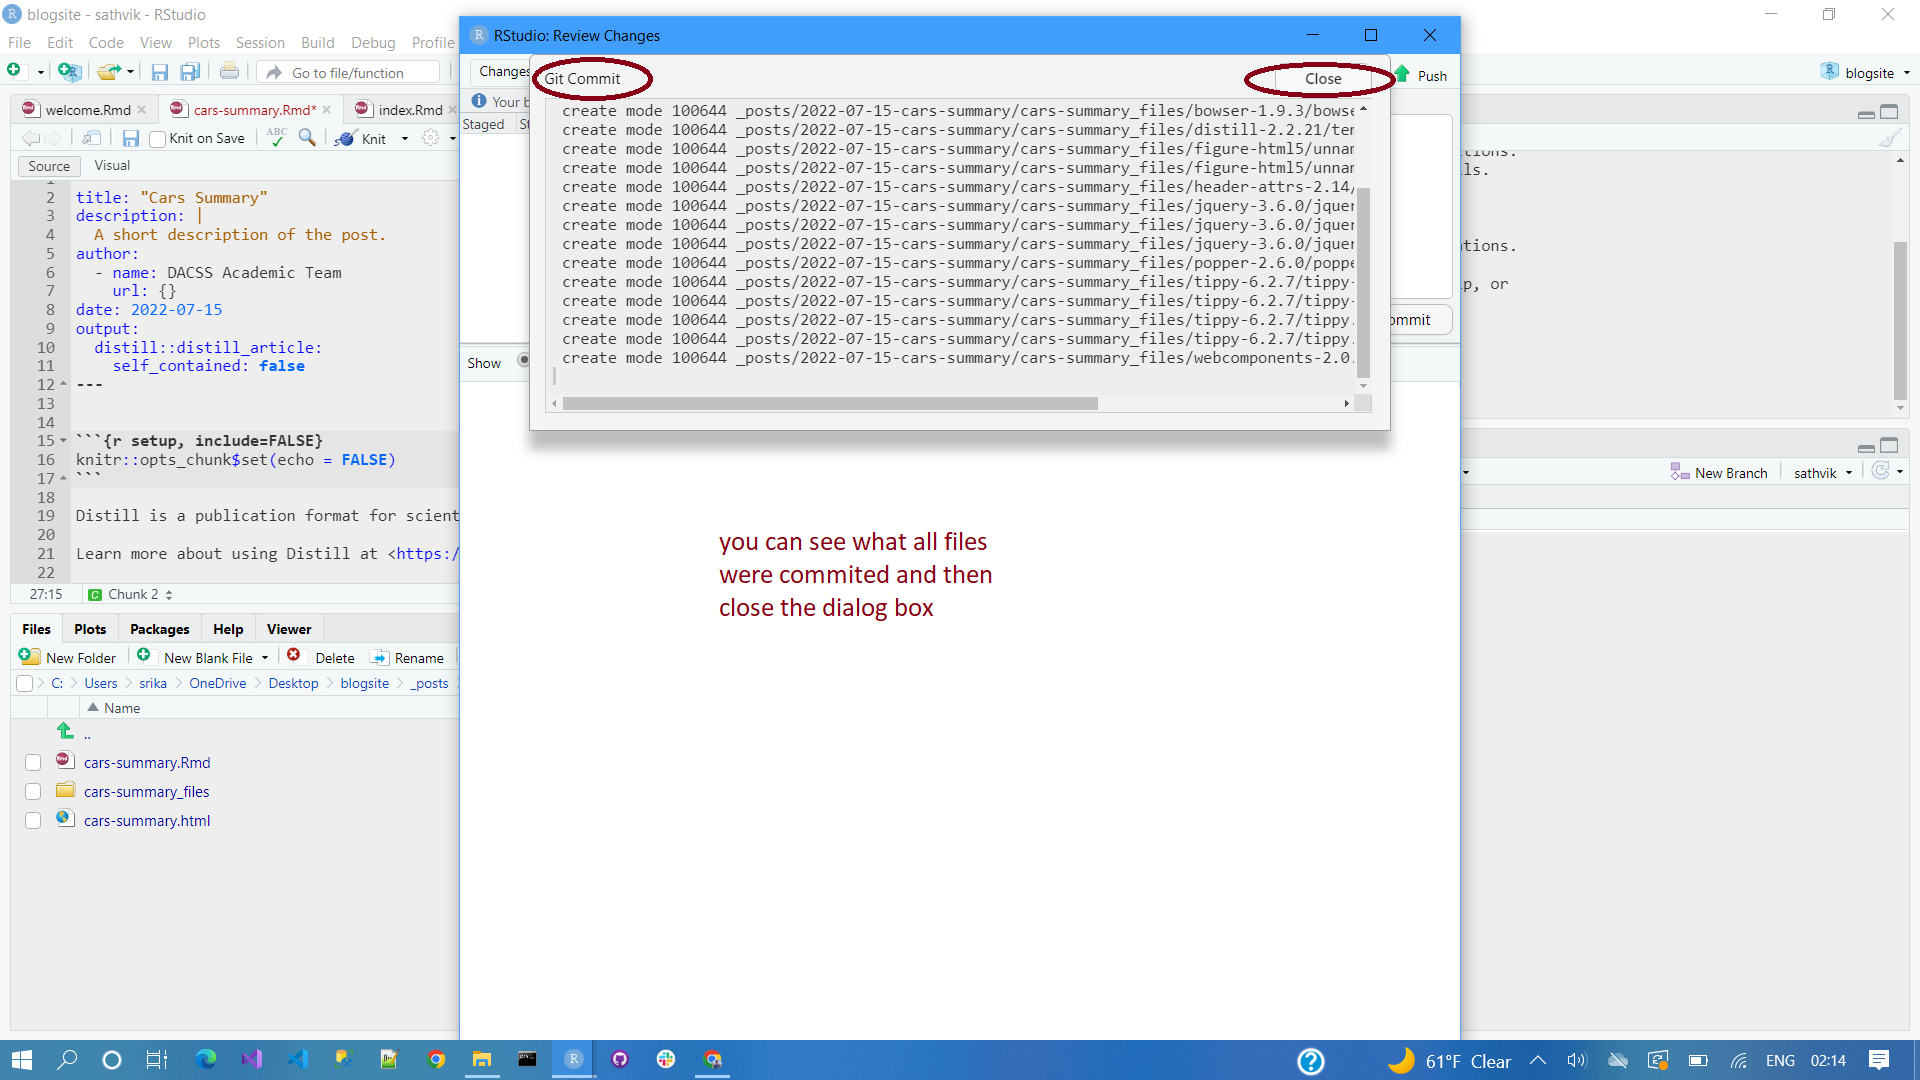 blogsite - sathvik - RStudio
File Edit Code View Plots Session Build Debug Profile
Go to file/function
blogsite
welcome.Rmd
cars-summary.Rmd*
index.Rmd
Knit on Save
ABC
Knit
Source Visual
1
2 title: "Cars Summary"
3 description: |
4 A short description of the post.
5 author:
6 - name: DACSS Academic Team
7 url: {}
8 date: 2022-07-15
9 output:
10 distill::distill_article:
11 self_contained: false
12 ---
13
14
15 ```{r setup, include=FALSE}
16 knitr::opts_chunk$set(echo = FALSE)
17 ```
18
19 Distill is a publication format for scient
20
21 Learn more about using Distill at <https:/
22
27:15 Chunk 2
Files Plots Packages Help Viewer
New Folder New Blank File Delete Rename
C: Users srika OneDrive Desktop blogsite _posts
Name
..
cars-summary.Rmd
cars-summary_files
cars-summary.html
RStudio: Review Changes
Changes
Push
Your b
Staged St
Git Commit
Close
create mode 100644 _posts/2022-07-15-cars-summary/cars-summary_files/bowser-1.9.3/bowse
create mode 100644 _posts/2022-07-15-cars-summary/cars-summary_files/distill-2.2.21/tem
create mode 100644 _posts/2022-07-15-cars-summary/cars-summary_files/figure-html5/unnam
create mode 100644 _posts/2022-07-15-cars-summary/cars-summary_files/figure-html5/unnam
create mode 100644 _posts/2022-07-15-cars-summary/cars-summary_files/header-attrs-2.14/
create mode 100644 _posts/2022-07-15-cars-summary/cars-summary_files/jquery-3.6.0/jquer
create mode 100644 _posts/2022-07-15-cars-summary/cars-summary_files/jquery-3.6.0/jquer
create mode 100644 _posts/2022-07-15-cars-summary/cars-summary_files/jquery-3.6.0/jquer
create mode 100644 _posts/2022-07-15-cars-summary/cars-summary_files/popper-2.6.0/poppe
create mode 100644 _posts/2022-07-15-cars-summary/cars-summary_files/tippy-6.2.7/tippy-
create mode 100644 _posts/2022-07-15-cars-summary/cars-summary_files/tippy-6.2.7/tippy-
create mode 100644 _posts/2022-07-15-cars-summary/cars-summary_files/tippy-6.2.7/tippy.
create mode 100644 _posts/2022-07-15-cars-summary/cars-summary_files/tippy-6.2.7/tippy.
create mode 100644 _posts/2022-07-15-cars-summary/cars-summary_files/webcomponents-2.0.
ommit
Show
you can see what all files
were commited and then
close the dialog box
tions.
ls.
tations.
p, or
New Branch sathvik
61°F Clear
ENG 02:14